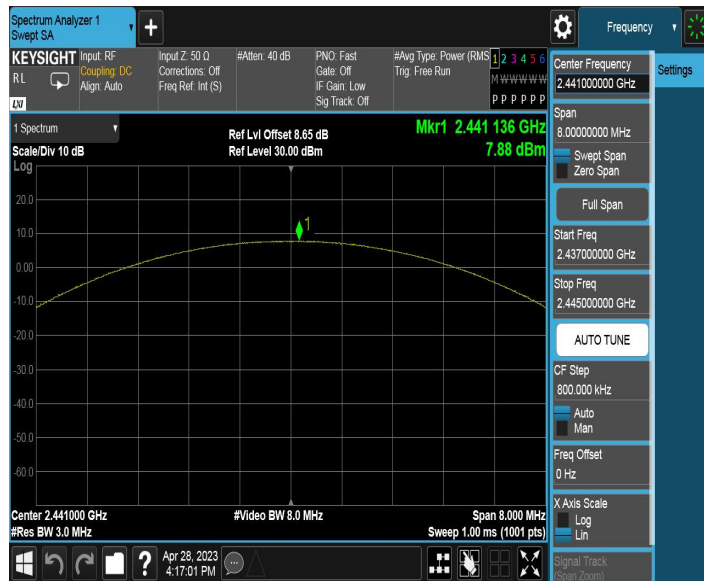 Spectrum Analyzer 1
Swept SA
Frequency
KEYSIGHT
RL
LXI
Input: RF
Coupling: DC
Align: Auto
Input Z: 50 Ω
Corrections: Off
Freq Ref: Int (S)
#Atten: 40 dB
PNO: Fast
Gate: Off
IF Gain: Low
Sig Track: Off
#Avg Type: Power (RMS
Trig: Free Run
1 2 3 4 5 6
M W W W W W
P P P P P P
1 Spectrum
Scale/Div 10 dB
Ref Lvl Offset 8.65 dB
Ref Level 30.00 dBm
Mkr1 2.441 136 GHz
7.88 dBm
Log
1
20.0
10.0
0.00
-10.0
-20.0
-30.0
-40.0
-50.0
-60.0
Center 2.441000 GHz
#Res BW 3.0 MHz
#Video BW 8.0 MHz
Span 8.000 MHz
Sweep 1.00 ms (1001 pts)
Apr 28, 2023
4:17:01 PM
Center Frequency
2.441000000 GHz
Span
8.00000000 MHz
Swept Span
Zero Span
Full Span
Start Freq
2.437000000 GHz
Stop Freq
2.445000000 GHz
AUTO TUNE
CF Step
800.000 kHz
Auto
Man
Freq Offset
0 Hz
X Axis Scale
Log
Lin
Signal Track
(Span Zoom)
Settings